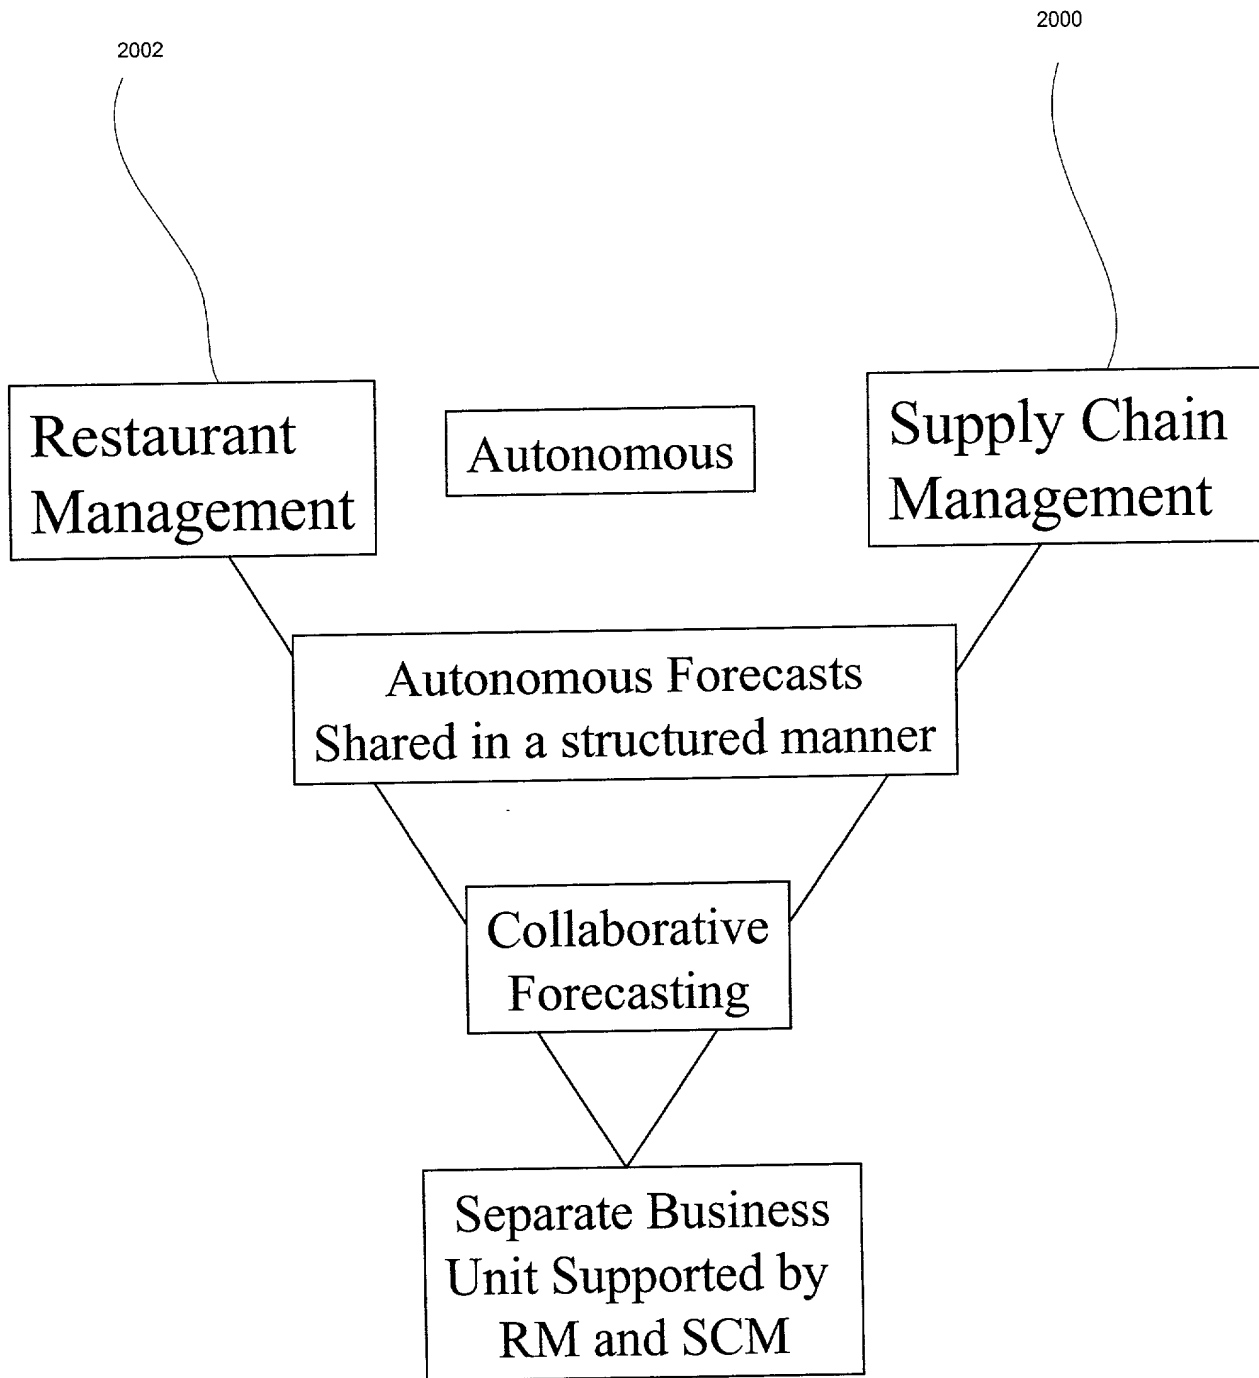 2002
2000
Restaurant
Management
Autonomous
Supply Chain
Management
Autonomous Forecasts
Shared in a structured manner
Collaborative
Forecasting
Separate Business
Unit Supported by
RM and SCM